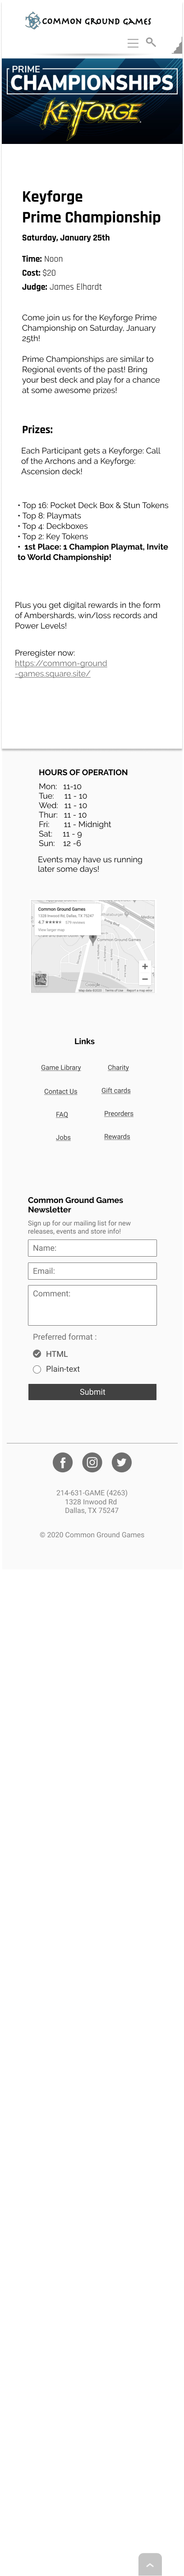 COMMON GROUND GAMES
PRIME
CHAMPIONSHIPS
KEYFORGE
Keyforge
Prime Championship
Saturday, January 25th
Time: Noon
Cost: $20
Judge: James Elhardt
Come join us for the Keyforge Prime
Championship on Saturday, January
25th!
Prime Championships are similar to
Regional events of the past! Bring
your best deck and play for a chance
at some awesome prizes!
Prizes:
Each Participant gets a Keyforge: Call
of the Archons and a Keyforge:
Ascension deck!
• Top 16: Pocket Deck Box & Stun Tokens
• Top 8: Playmats
• Top 4: Deckboxes
• Top 2: Key Tokens
• 1st Place: 1 Champion Playmat, Invite
to World Championship!
Plus you get digital rewards in the form
of Ambershards, win/loss records and
Power Levels!
Preregister now:
https://common-ground
-games.square.site/
HOURS OF OPERATION
Mon: 11-10
Tue: 11 - 10
Wed: 11 - 10
Thur: 11 - 10
Fri: 11 - Midnight
Sat: 11 - 9
Sun: 12 -6
Events may have us running
later some days!
Common Ground Games
1328 Inwood Rd, Dallas, TX 75247
4.7
View larger map
Common Ground Games
Map data ©2020 Terms of Use Report a map error
Links
Game Library
Charity
Contact Us
Gift cards
FAQ
Preorders
Jobs
Rewards
Common Ground Games
Newsletter
Sign up for our mailing list for new
releases, events and store info!
Name:
Email:
Comment:
Preferred format :
HTML
Plain-text
Submit
214-631-GAME (4263)
1328 Inwood Rd
Dallas, TX 75247
© 2020 Common Ground Games